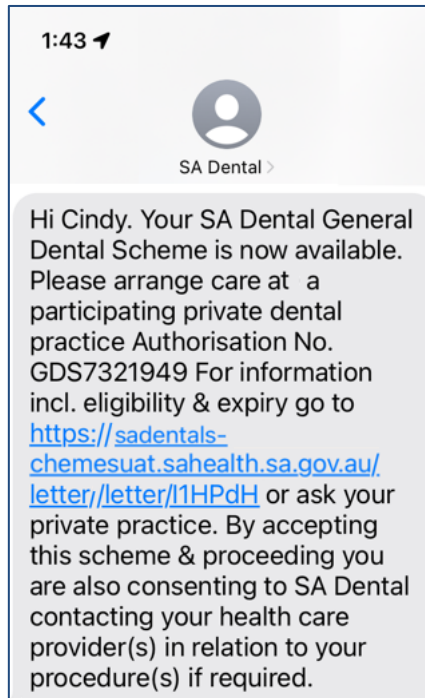 1:43
SA Dental
Hi Cindy. Your SA Dental General
Dental Scheme is now available.
Please arrange care at a
participating private dental
practice Authorisation No.
GDS7321949 For information
incl. eligibility & expiry go to
https://sadentals-
chemesuat.sahealth.sa.gov.au/
letter//letter/I1HPdH or ask your
private practice. By accepting
this scheme & proceeding you
are also consenting to SA Dental
contacting your health care
provider(s) in relation to your
procedure(s) if required.